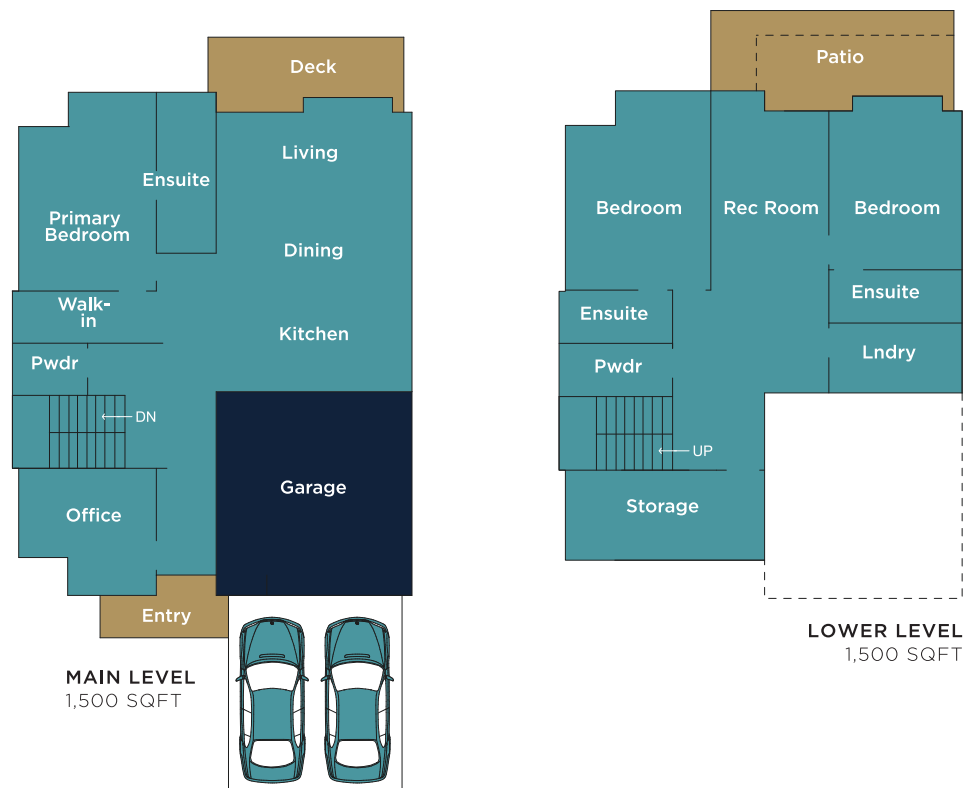 Deck
Living
Ensuite
Primary
Bedroom
Dining
Walk-
in
Kitchen
Pwdr
DN
Garage
Office
Entry
MAIN LEVEL
1,500 SQFT
Patio
Bedroom
Rec Room
Bedroom
Ensuite
Ensuite
Lndry
Pwdr
UP
Storage
LOWER LEVEL
1,500 SQFT